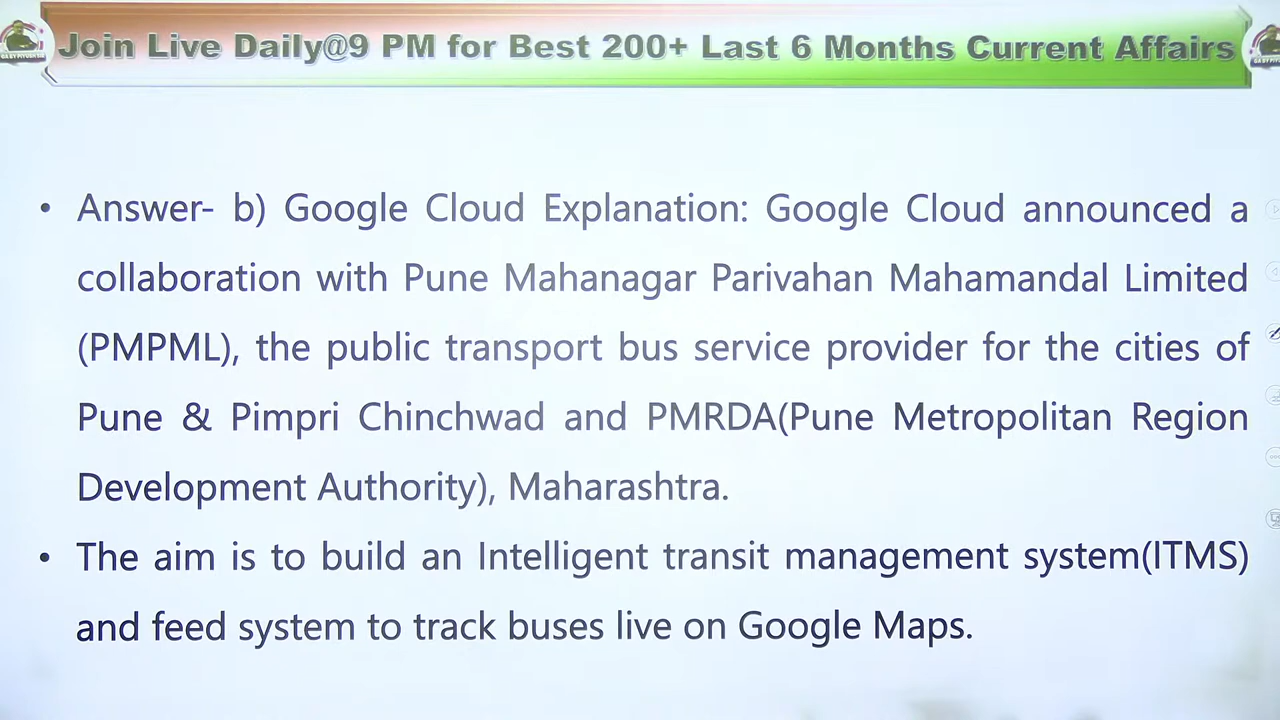 Join Live Daily@9 PM for Best 200+ Last 6 Months Current Affairs
• Answer- b) Google Cloud Explanation: Google Cloud announced a
collaboration with Pune Mahanagar Parivahan Mahamandal Limited
(PMPML), the public transport bus service provider for the cities of
Pune & Pimpri Chinchwad and PMRDA(Pune Metropolitan Region
Development Authority), Maharashtra.
• The aim is to build an Intelligent transit management system(ITMS)
and feed system to track buses live on Google Maps.